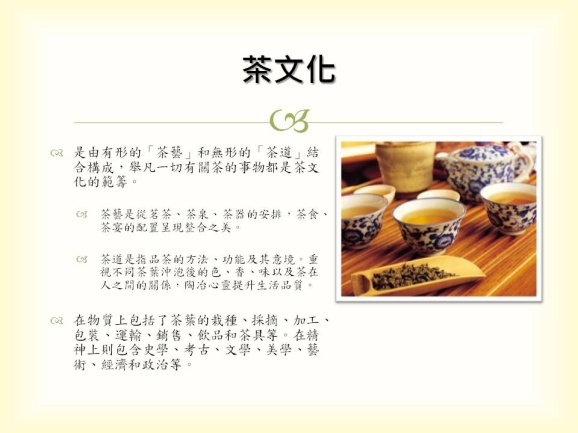 茶文化
是由有形的「茶藝」和無形的「茶道」結
合構成，舉凡一切有關茶的事物都是茶文
化的範籌。
茶藝是從茗茶、茶泉、茶器的安排，茶食、
茶宴的配置呈現整合之美。
茶道是指品茶的方法、功能及其意境。重
視不同茶葉沖泡後的色、香、味以及茶在
人之間的關係，陶冶心靈提升生活品質。
在物質上包括了茶葉的栽種、採摘、加工、
包裝、運輸、銷售、飲品和茶具等。在精
神上則包含史學、考古、文學、美學、藝
術、經濟和政治等。